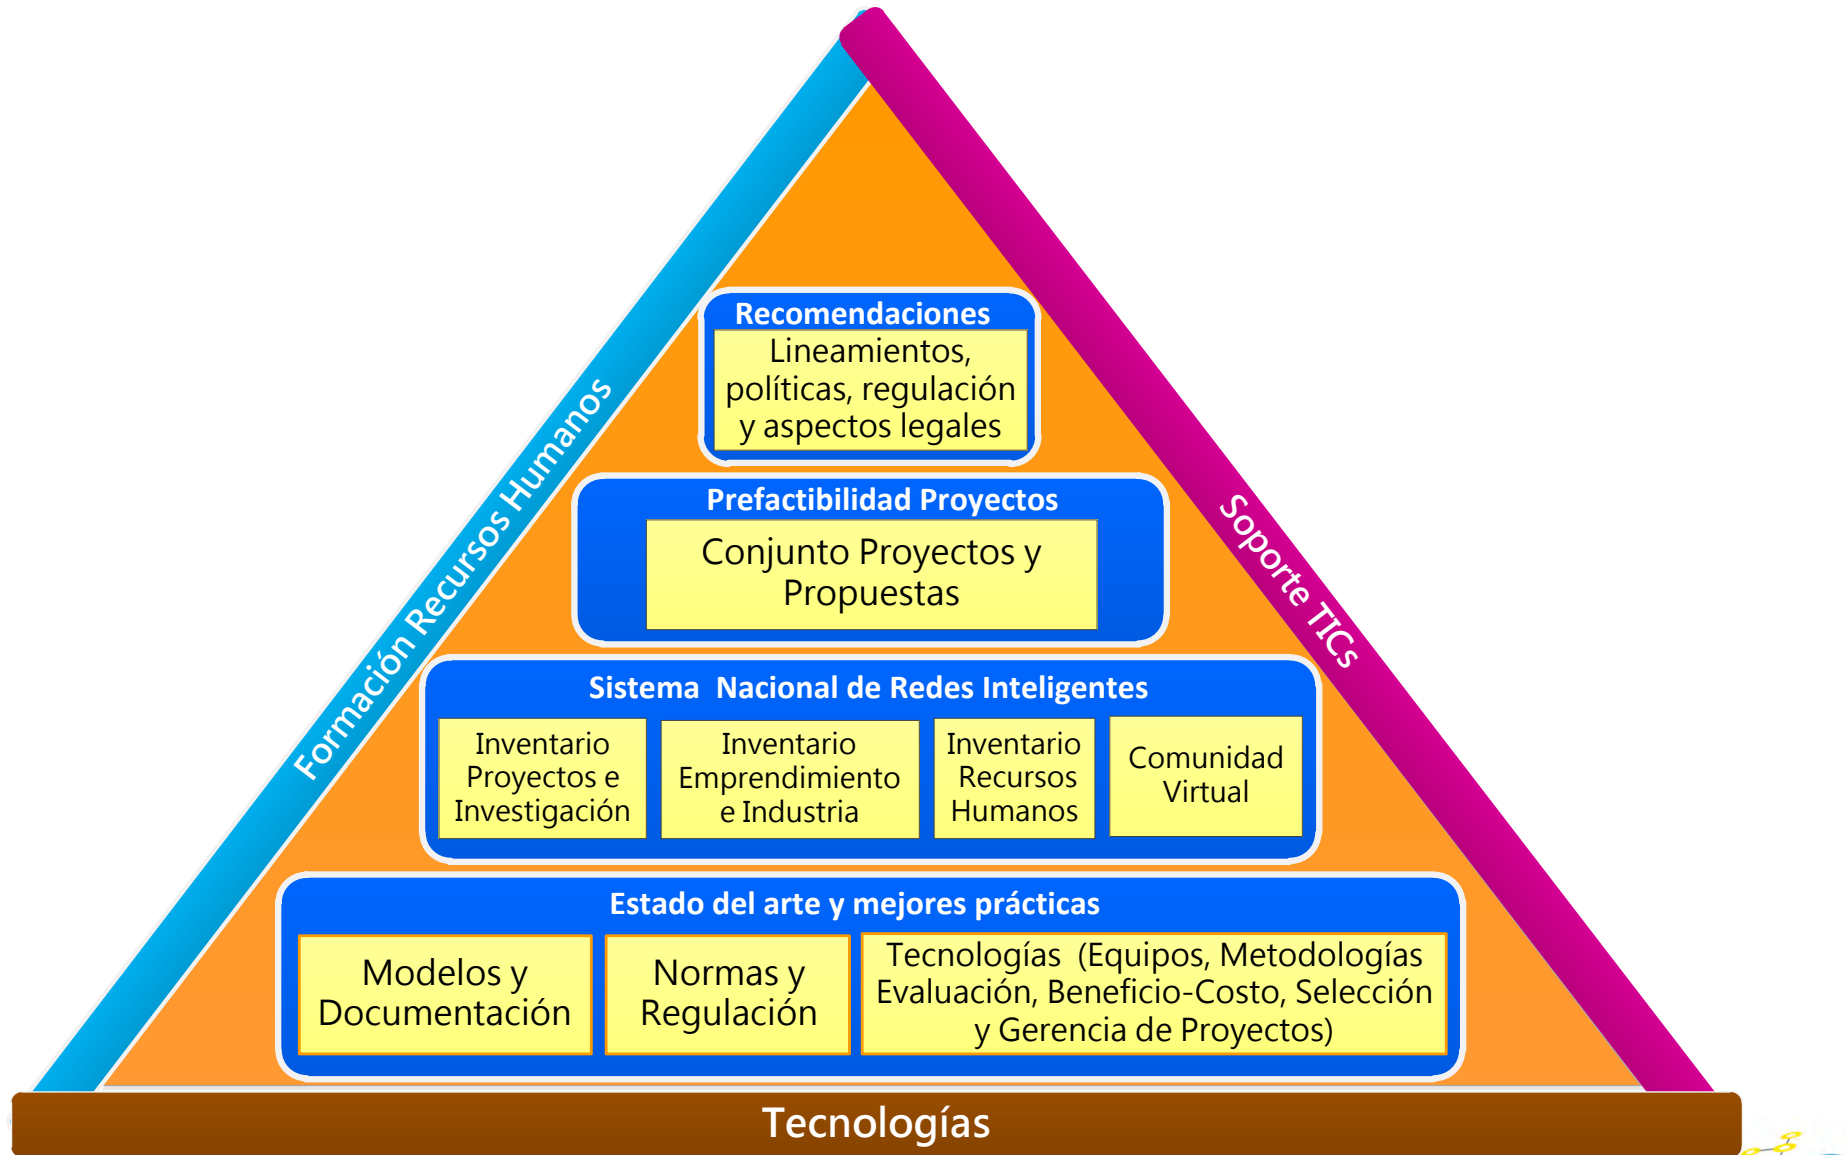 Recomendaciones
Lineamientos,
políticas, regulación
y aspectos legales
Prefactibilidad Proyectos
Conjunto Proyectos y
Propuestas
Sistema  Nacional de Redes Inteligentes
Inventario
Proyectos e
Investigación
Inventario
Emprendimiento
e Industria
Inventario
Recursos
Humanos
Comunidad
Virtual
Estado del arte y mejores prácticas
Modelos y
Documentación
Normas y
Regulación
Tecnologías  (Equipos, Metodologías
Evaluación, Beneficio-Costo, Selección
y Gerencia de Proyectos)
Formación Recursos Humanos
Soporte TICs
Tecnologías